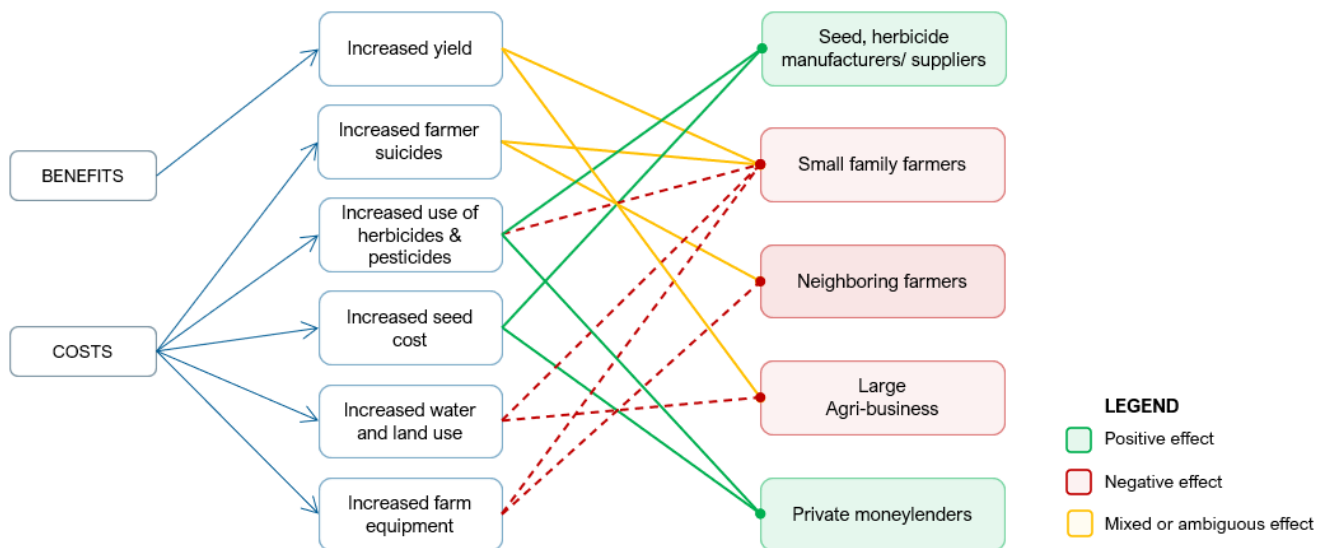 BENEFITS
COSTS
Increased yield
Increased farmer
suicides
Increased use of
herbicides &
pesticides
Increased seed
cost
Increased water
and land use
Increased farm
equipment
Seed, herbicide
manufacturers/ suppliers
Small family farmers
Neighboring farmers
Large
Agri-business
Private moneylenders
LEGEND
Positive effect
Negative effect
Mixed or ambiguous effect